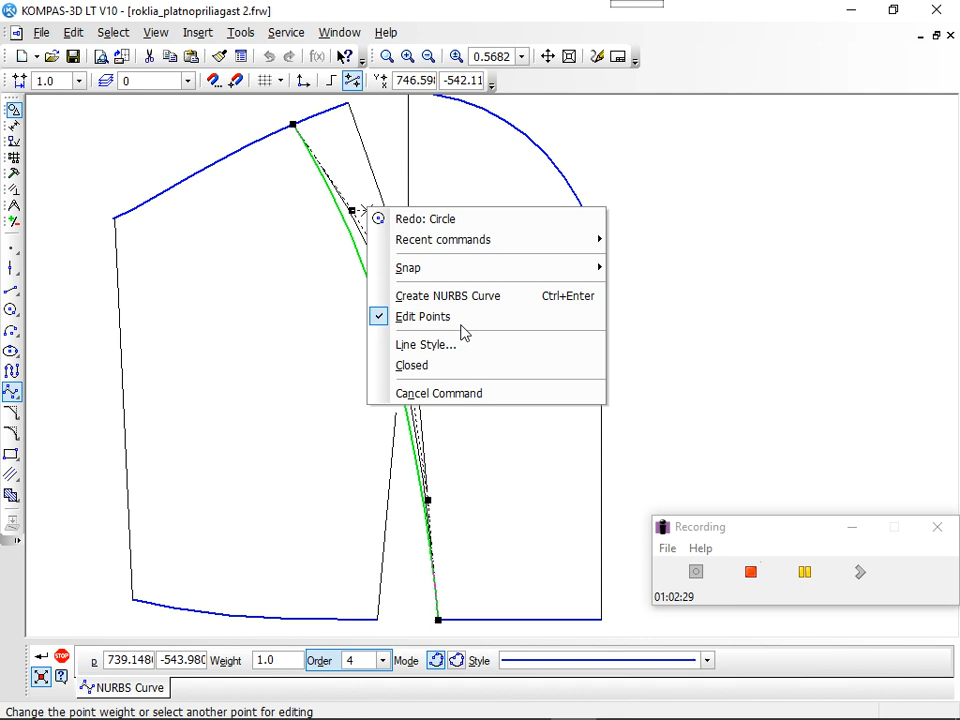 KOMPAS-3D LT V10 - [roklia_platnopriliagast 2.frw]
File Edit Select View Insert Tools Service Window Help
f(x) 0.5682
1.0 0 746.598 -542.11
Redo: Circle
Recent commands
Snap
Create NURBS Curve Ctrl+Enter
Edit Points
Line Style...
Closed
Cancel Command
Recording
File Help
01:02:29
STOP p 739.1480 -543.980 Weight 1.0 Order 4 Mode Style
NURBS Curve
Change the point weight or select another point for editing